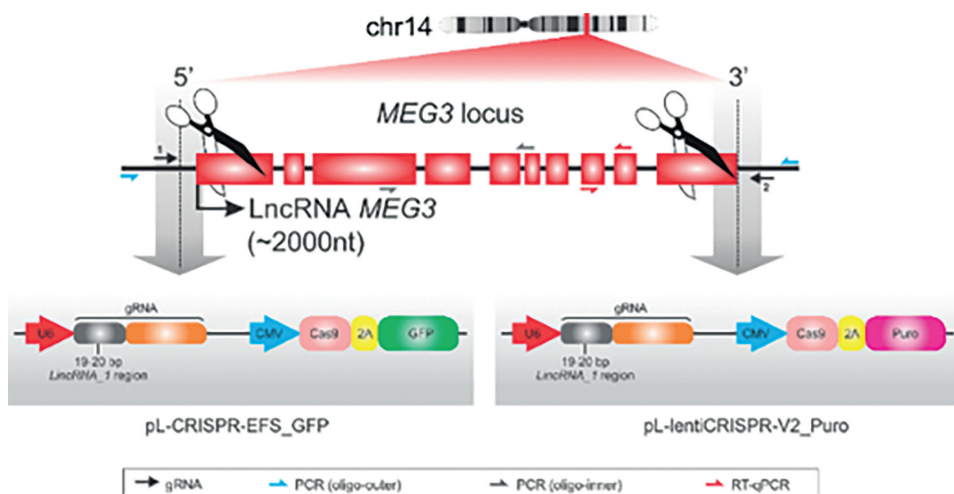 chr14
5’ 3’
MEG3 locus
1
2
LncRNA MEG3
(~2000nt)
gRNA gRNA
U6 CMV Cas9 2A GFP U6 CMV Cas9 2A Puro
19-20 bp 19-20 bp
LincRNA_1 region LincRNA_1 region
pL-CRISPR-EFS_GFP pL-lentiCRISPR-V2_Puro
gRNA PCR (oligo-outer) PCR (oligo-inner) RT-qPCR